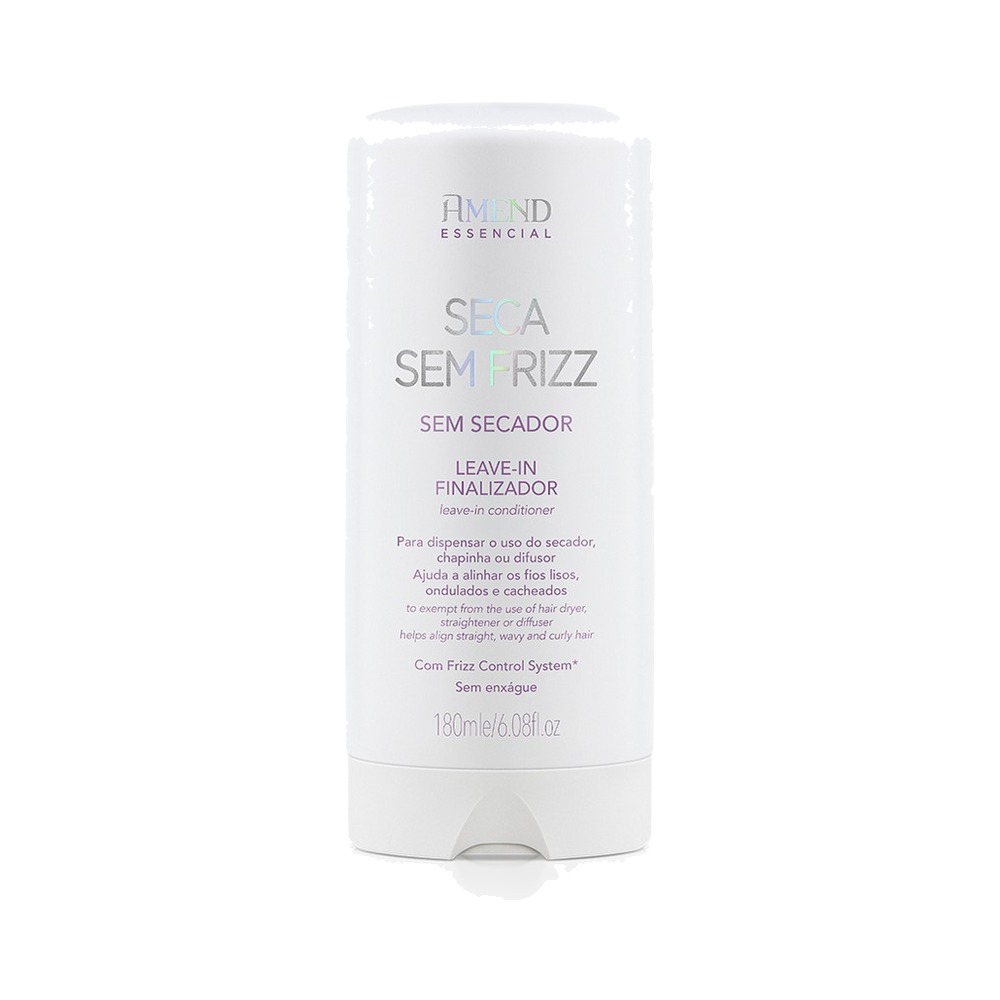 AMEND
ESSENCIAL
SECA
SEM FRIZZ
SEM SECADOR
LEAVE-IN
FINALIZADOR
leave-in conditioner
Para dispensar o uso do secador,
chapinha ou difusor
Ajuda a alinhar os fios lisos,
ondulados e cacheados
to exempt from the use of hair dryer,
straightener or diffuser
helps align straight, wavy and curly hair
Com Frizz Control System*
Sem enxágue
180mle/6.08fl.oz